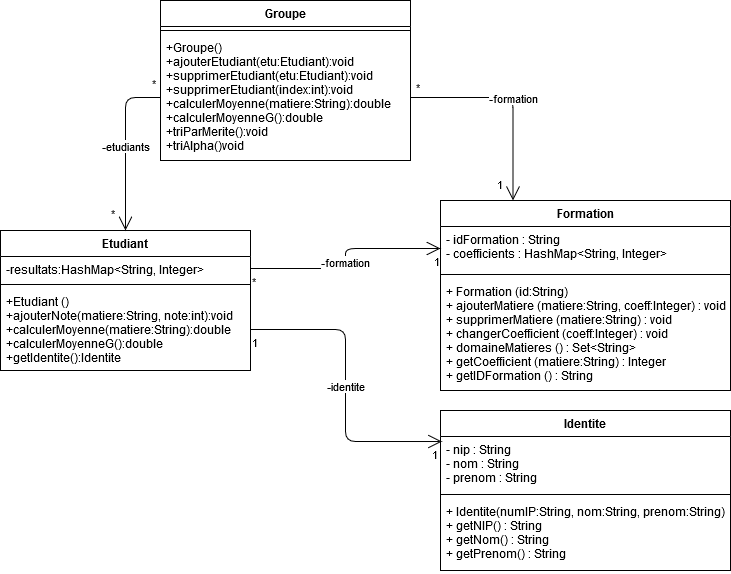 Groupe
+Groupe()
+ajouterEtudiant(etu:Etudiant):void
+supprimerEtudiant(etu:Etudiant):void
+supprimerEtudiant(index:int):void
+calculerMoyenne(matiere:String):double
+calculerMoyenneG():double
+triParMerite():void
+triAlpha()void
*
*
-formation
-etudiants
1
*
Etudiant
-resultats:HashMap<String, Integer>
+Etudiant ()
+ajouterNote(matiere:String, note:int):void
+calculerMoyenne(matiere:String):double
+calculerMoyenneG():double
+getIdentite():Identite
-formation
*
1
1
-identite
1
Formation
- idFormation : String
- coefficients : HashMap<String, Integer>
+ Formation (id:String)
+ ajouterMatiere (matiere:String, coeff:Integer) : void
+ supprimerMatiere (matiere:String) : void
+ changerCoefficient (coeff:Integer) : void
+ domaineMatieres () : Set<String>
+ getCoefficient (matiere:String) : Integer
+ getIDFormation () : String
Identite
- nip : String
- nom : String
- prenom : String
+ Identite(numIP:String, nom:String, prenom:String)
+ getNIP() : String
+ getNom() : String
+ getPrenom() : String